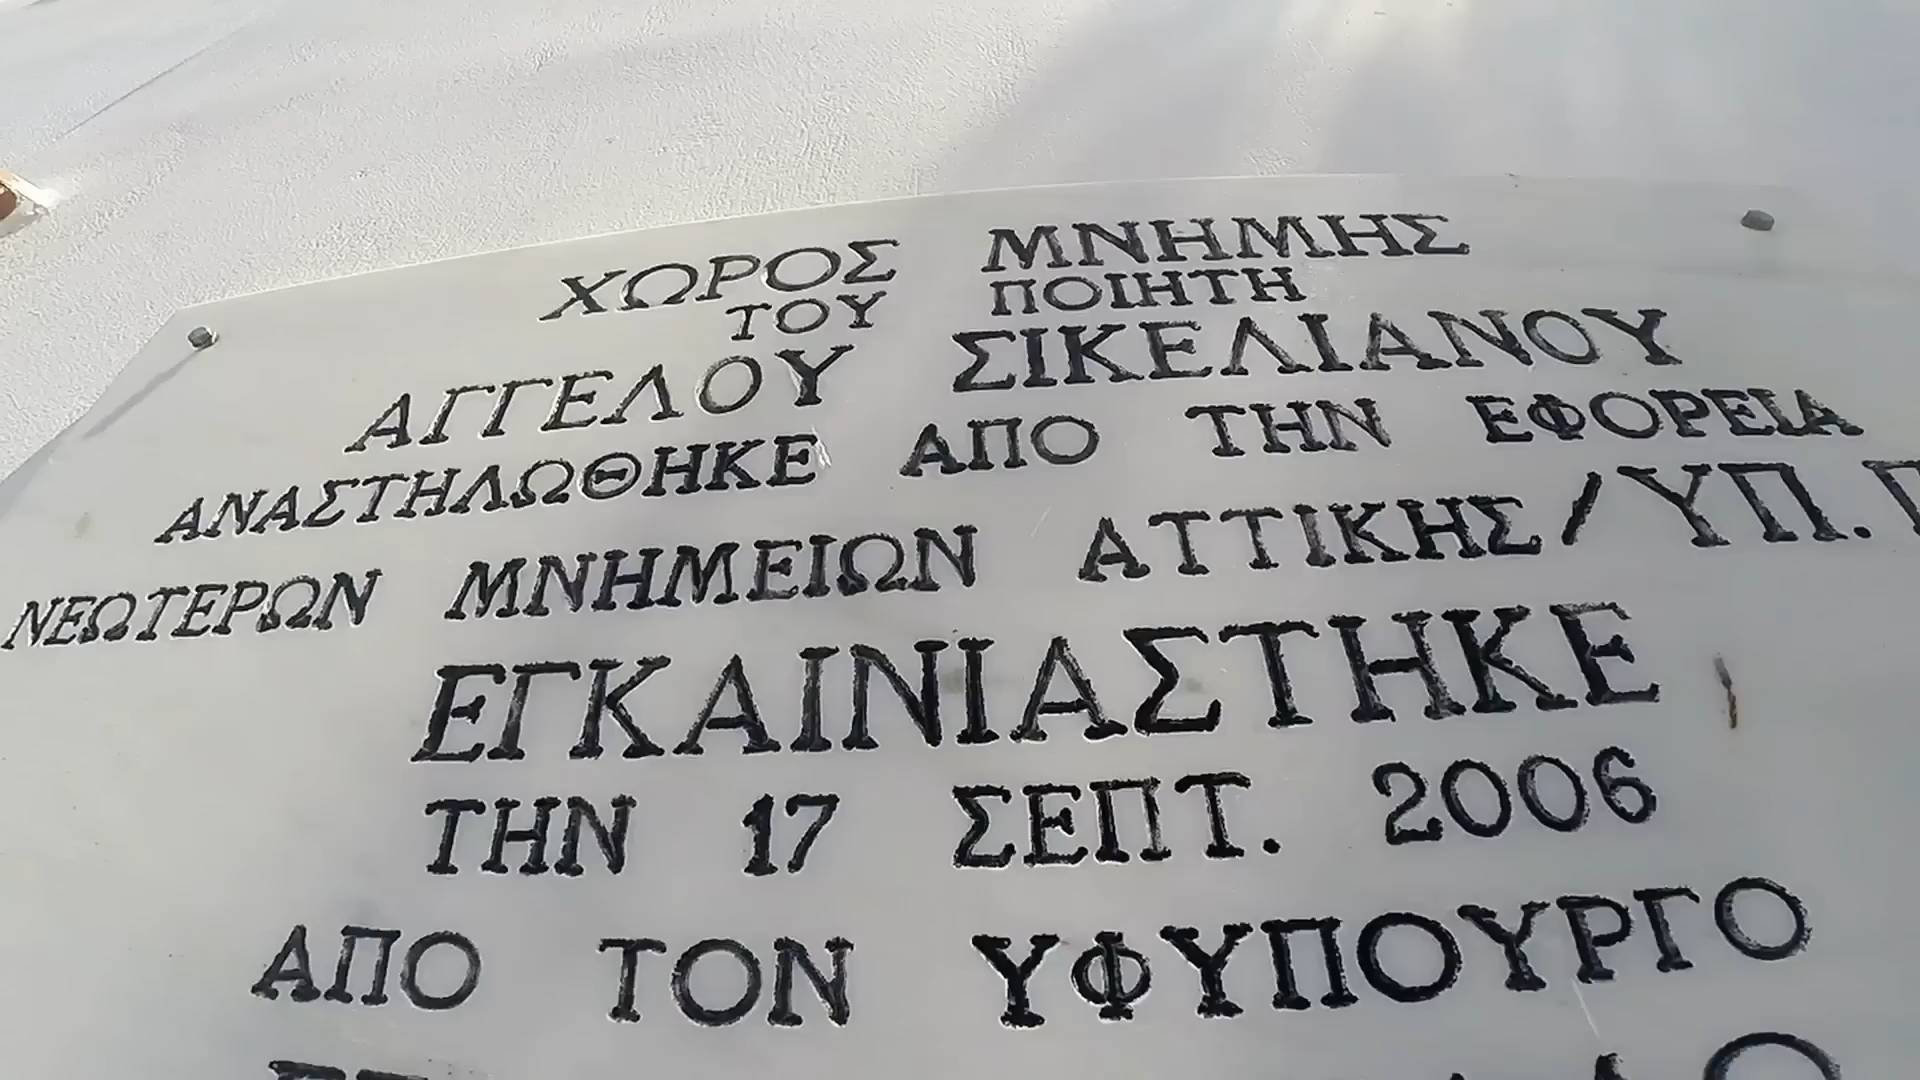 ΧΩΡΟΣ ΜΝΗΜΗΣ
ΤΟΥ ΠΟΙΗΤΗ
ΑΓΓΕΛΟΥ ΣΙΚΕΛΙΑΝΟΥ
ΑΝΑΣΤΗΛΩΘΗΚΕ ΑΠΟ ΤΗΝ ΕΦΟΡΕΙΑ
ΝΕΩΤΕΡΩΝ ΜΝΗΜΕΙΩΝ ΑΤΤΙΚΗΣ/ΥΠ.
ΕΓΚΑΙΝΙΑΣΤΗΚΕ
ΤΗΝ 17 ΣΕΠΤ. 2006
ΑΠΟ ΤΟΝ ΥΦΥΠΟΥΡΓΟ